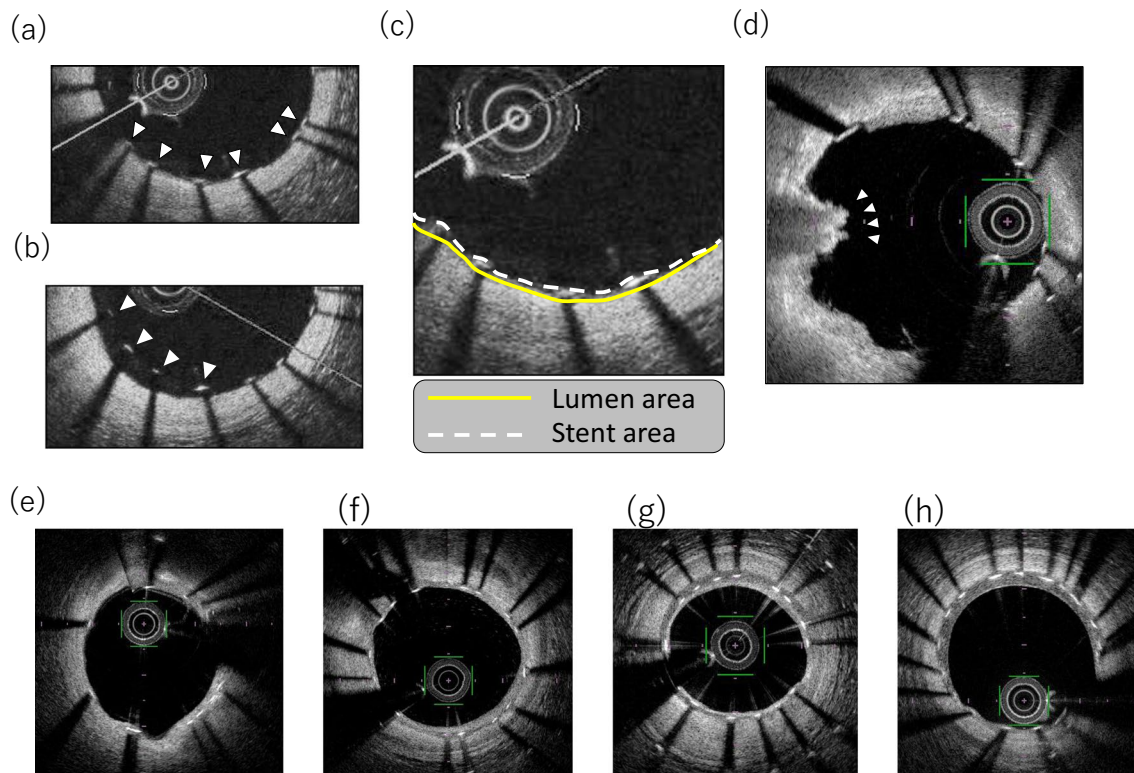 (a)
(c)
(d)
(b)
Lumen area
Stent area
(e)
(f)
(g)
(h)